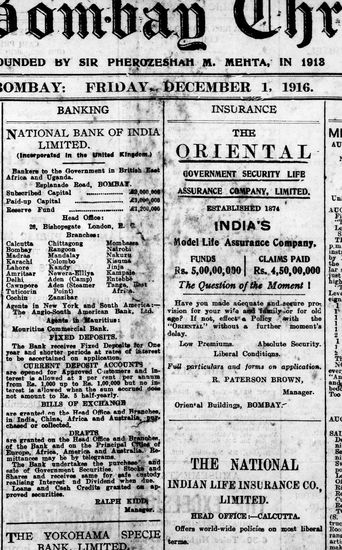 Bombay Chr
OUNDED BY SIR PHEROZESHAH M. MEHTA, IN 1913
BOMBAY: FRIDAY, DECEMBER 1, 1916.
BANKING
NATIONAL BANK OF INDIA
LIMITED.
(Incorporated in the United Kingdom.)
Bankers to the Government in British East
Africa and Uganda.
Esplanade Road, BOMBAY.
Subscribed Capital
Paid-up Capital
Reserve Fund
Head Office:
26, Bishopsgate London, E. C.
Branches:
Calcutta Chittagong Mombasa
Bombay Rangoon Nairobi
Madras Mandalay Nakuru
Karachi Colombo Kisumu
Lahore Kandy Jinja
Amritsar Newera-Elliya Kampala
Delhi Galle (Camp) Entebbe
Cawnpore Aden (Steamer Tanga, East
Tuticorin Point) Africa.
Cochin Zanzibar
Agents in New York and South America:—
The Anglo-South American Bank, Ltd.
Agents in Mauritius:
Mauritius Commercial Bank.
FIXED DEPOSITS.
The Bank receives Fixed Deposits for One
year and shorter periods at rates of interest
to be ascertained on application.
CURRENT DEPOSIT ACCOUNTS
are opened for Approved Customers and In-
terest is allowed at 2 per cent. per annum
from Rs. 1,000 up to Rs. 1,00,000 but no in-
terest is allowed when the sum accrued does
not amount to Rs. 5 half-yearly.
BILLS OF EXCHANGE
are granted on the Head Office and Branches,
in India, China, Africa and Australia, pur-
chased or collected.
DRAFTS
are granted on the Head Office and Branches,
of the Bank and on the Principal Cities of
Europe, Africa, America and Australia. Re-
mittances may be by telegrams.
The Bank undertakes the purchase and
sale of Government Securities, Stocks and
Shares and receive same for safe custody
realising Interest and Dividend when due.
Loans and Cash Credits granted on ap-
proved securities.
RALPH KIDD,
Manager.
THE YOKOHAMA SPECIE
BANK, LIMITED.
INSURANCE
THE
ORIENTAL
GOVERNMENT SECURITY LIFE
ASSURANCE COMPANY, LIMITED.
ESTABLISHED 1874
INDIA'S
Model Life Assurance Company.
FUNDS CLAIMS PAID
Rs. 5,00,00,000 Rs. 4,50,00,000
The Question of the Moment!
Have you made adequate and secure pro-
vision for your wife and family or for old
age? If not, effect a Policy with the
"ORIENTAL" without a further moment's
delay.
Low Premiums. Absolute Security.
Liberal Conditions.
Full particulars and forms on application.
R. PATERSON BROWN,
Manager.
Oriental Buildings, BOMBAY.
THE NATIONAL
INDIAN LIFE INSURANCE CO.,
LIMITED.
HEAD OFFICE:—CALCUTTA.
Offers world-wide policies on most liberal
terms.